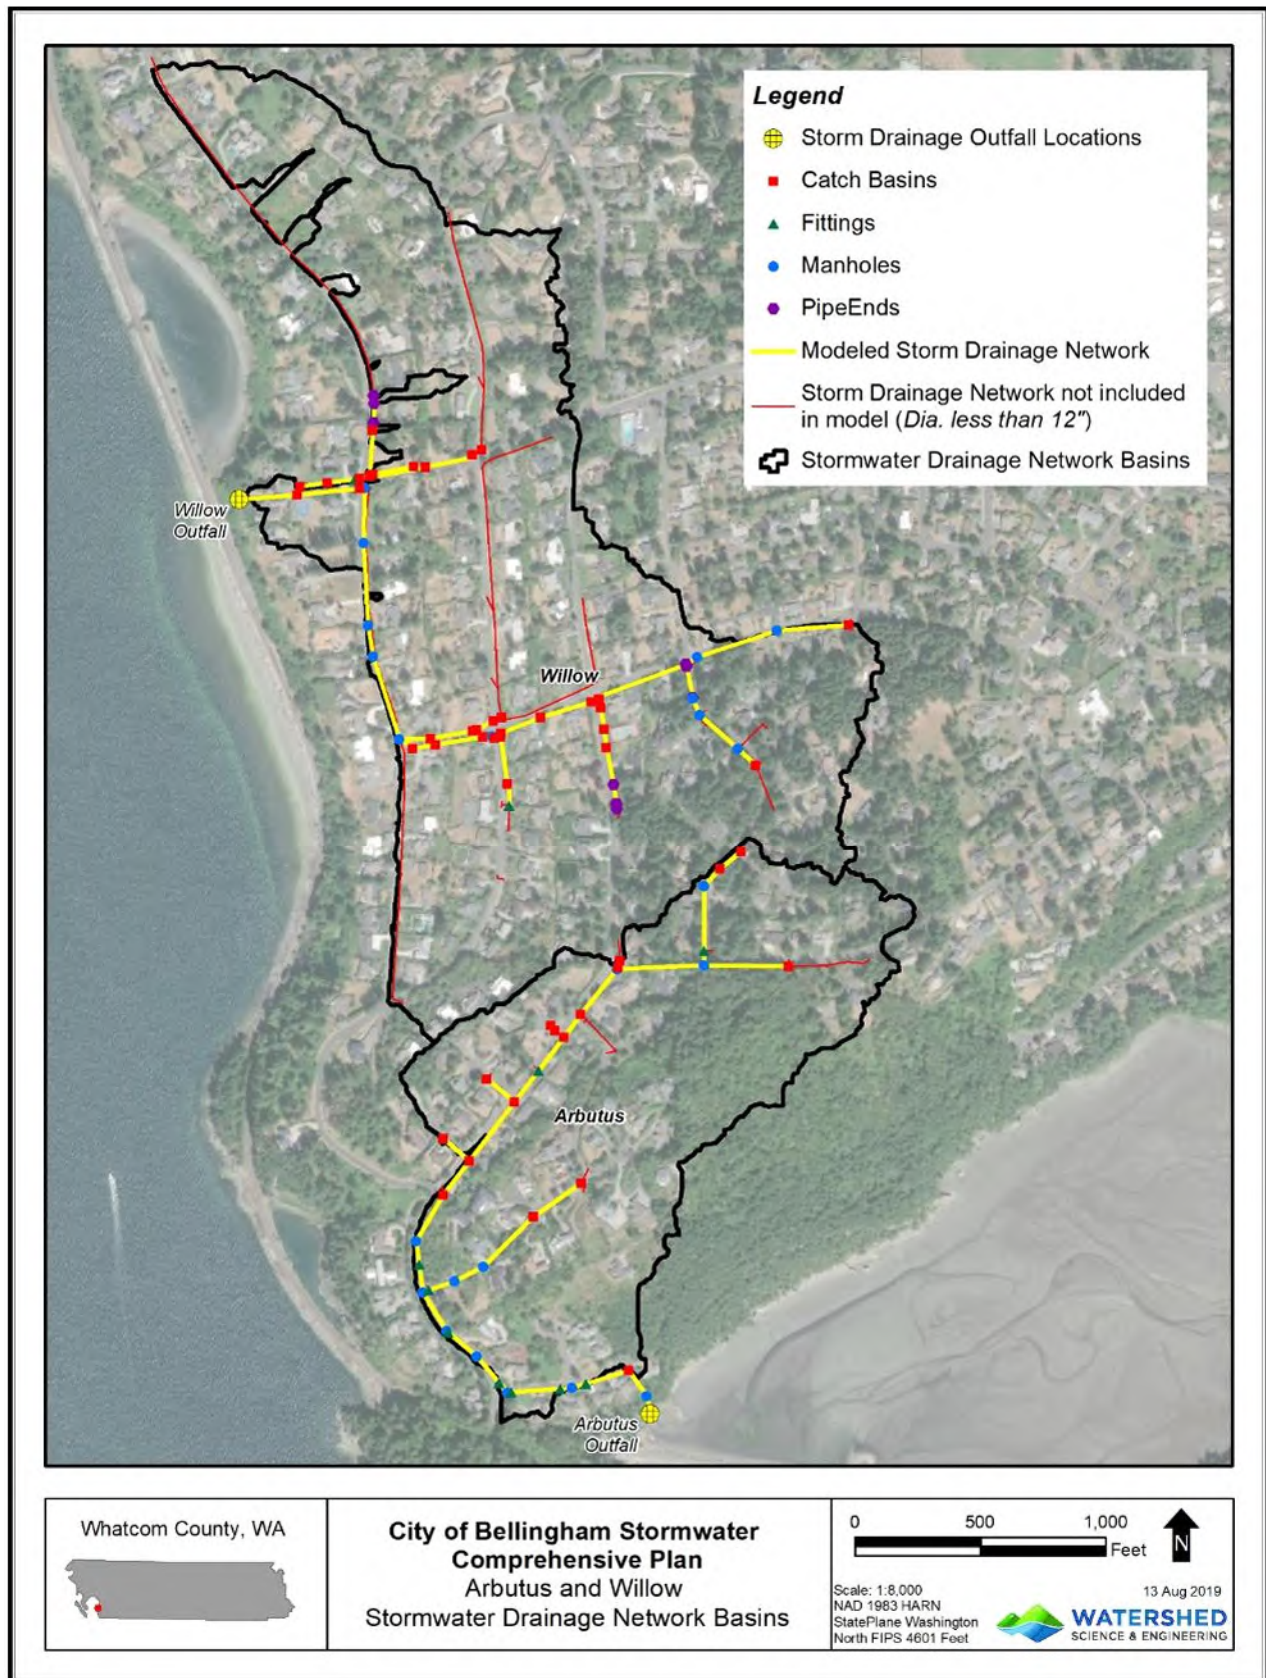 Legend
Storm Drainage Outfall Locations
Catch Basins
Fittings
Manholes
PipeEnds
Modeled Storm Drainage Network
Storm Drainage Network not included
in model (Dia. less than 12")
Stormwater Drainage Network Basins
Willow
Outfall
Willow
Arbutus
Arbutus
Outfall
Whatcom County, WA
City of Bellingham Stormwater
Comprehensive Plan
Arbutus and Willow
Stormwater Drainage Network Basins
0 500 1,000
Feet
N
Scale: 1:8,000
NAD 1983 HARN
StatePlane Washington
North FIPS 4601 Feet
13 Aug 2019
WATERSHED
SCIENCE & ENGINEERING